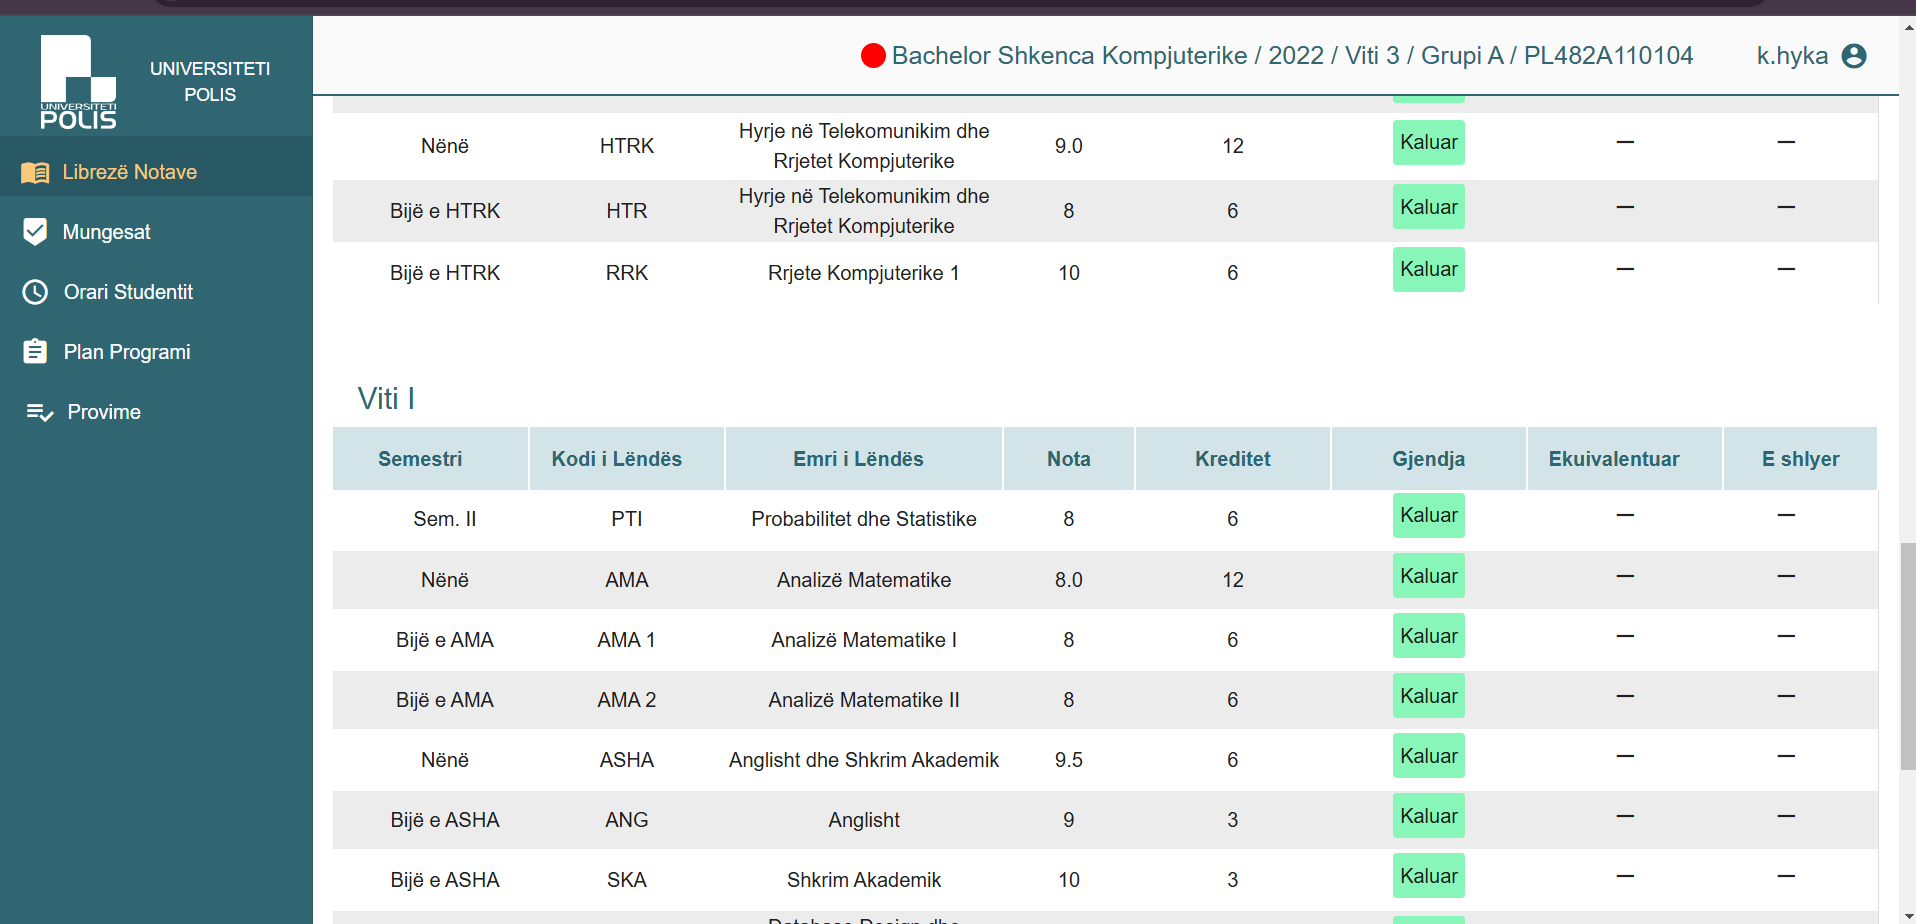 UNIVERSITETI
POLIS
UNIVERSITETI
POLIS
Bachelor Shkenca Kompjuterike / 2022 / Viti 3 / Grupi A / PL482A110104 k.hyka
Librezë Notave
Mungesat
Orari Studentit
Plan Programi
Provime
Nënë HTRK Hyrje në Telekomunikim dhe Rrjetet Kompjuterike 9.0 12 Kaluar — —
Bijë e HTRK HTR Hyrje në Telekomunikim dhe Rrjetet Kompjuterike 8 6 Kaluar — —
Bijë e HTRK RRK Rrjete Kompjuterike 1 10 6 Kaluar — —
Viti I
Semestri Kodi i Lëndës Emri i Lëndës Nota Kreditet Gjendja Ekuivalentuar E shlyer
Sem. II PTI Probabilitet dhe Statistike 8 6 Kaluar — —
Nënë AMA Analizë Matematike 8.0 12 Kaluar — —
Bijë e AMA AMA 1 Analizë Matematike I 8 6 Kaluar — —
Bijë e AMA AMA 2 Analizë Matematike II 8 6 Kaluar — —
Nënë ASHA Anglisht dhe Shkrim Akademik 9.5 6 Kaluar — —
Bijë e ASHA ANG Anglisht 9 3 Kaluar — —
Bijë e ASHA SKA Shkrim Akademik 10 3 Kaluar — —